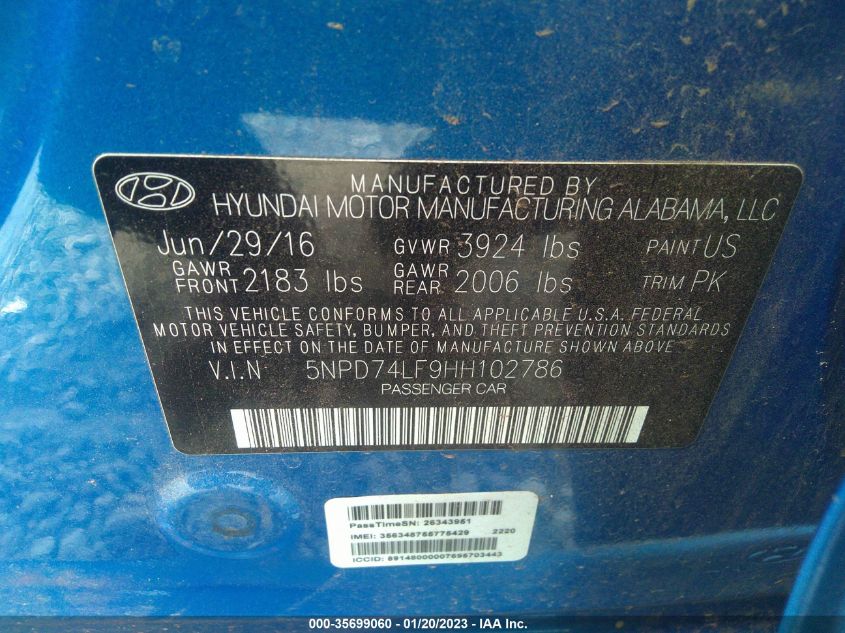 MANUFACTURED BY
HYUNDAI MOTOR MANUFACTURING ALABAMA, LLC
Jun/29/16 GVWR 3924 lbs PAINT US
GAWR FRONT 2183 lbs GAWR REAR 2006 lbs TRIM PK
THIS VEHICLE CONFORMS TO ALL APPLICABLE U.S.A. FEDERAL
MOTOR VEHICLE SAFETY, BUMPER, AND THEFT PREVENTION STANDARDS
IN EFFECT ON THE DATE OF MANUFACTURE SHOWN ABOVE
V.I.N 5NPD74LF9HH102786
PASSENGER CAR
PassTimeSN: 26343951
IMEI: 356348755775429 2220
ICCID: 89148000007695703443
000-35699060 - 01/20/2023 - IAA Inc.